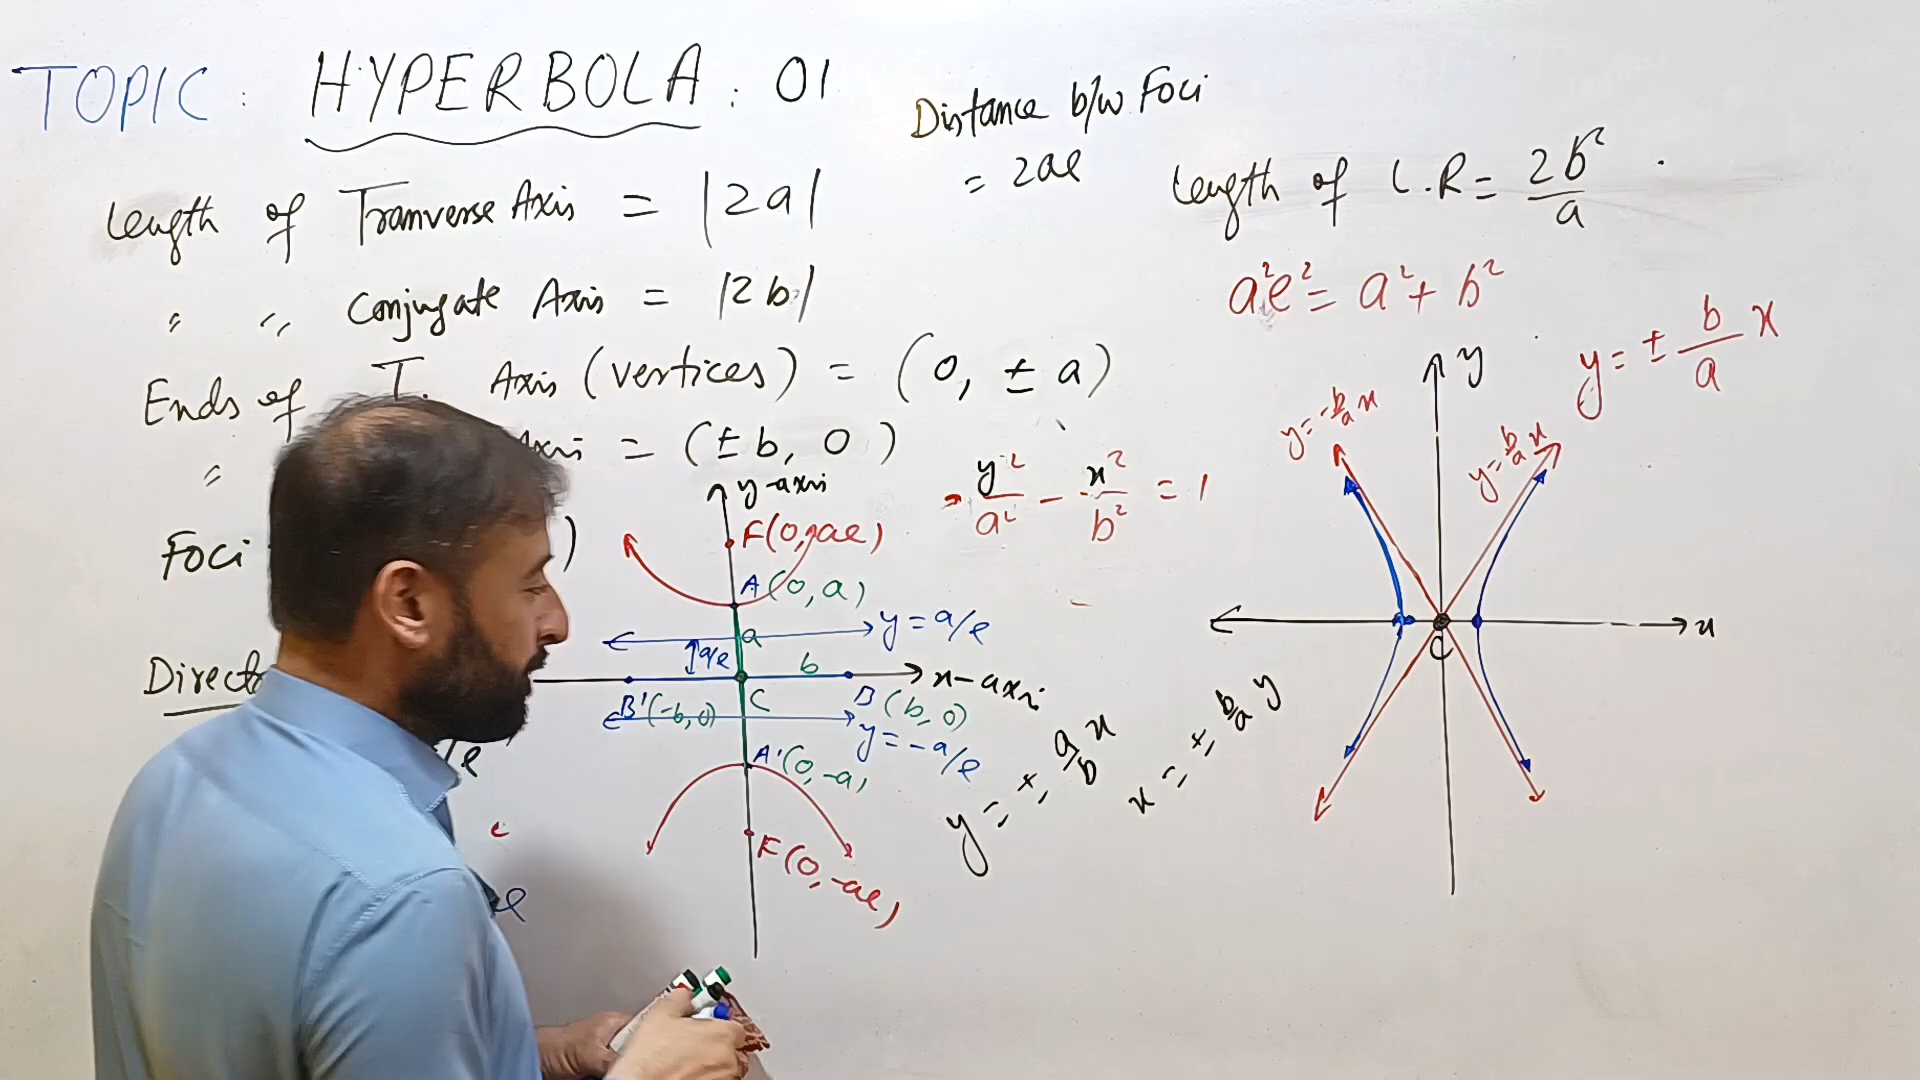 TOPIC: HYPERBOLA: 01
Distance b/w Foci
= 2ae
Length of Tranverse Axis = |2a|
Length of L.R = 2b²/a
" " Conjugate Axis = |2b|
a²e² = a² + b²
Ends of T. Axis (vertices) = (0, ± a)
y = ± b/a x
" Axis = (± b, 0)
Foci )
Direct
/e
e
y-axis
F(0, ae)
A(0, a)
a
y = a/e
a/e
b
x-axis
B'(-b, 0)
C
B (b, 0)
y = -a/e
A'(0, -a)
F(0, -ae)
y²/a² - x²/b² = 1
y = ± a/b x
x = ± b/a y
y
y = -b/a x
y = b/a x
x
C